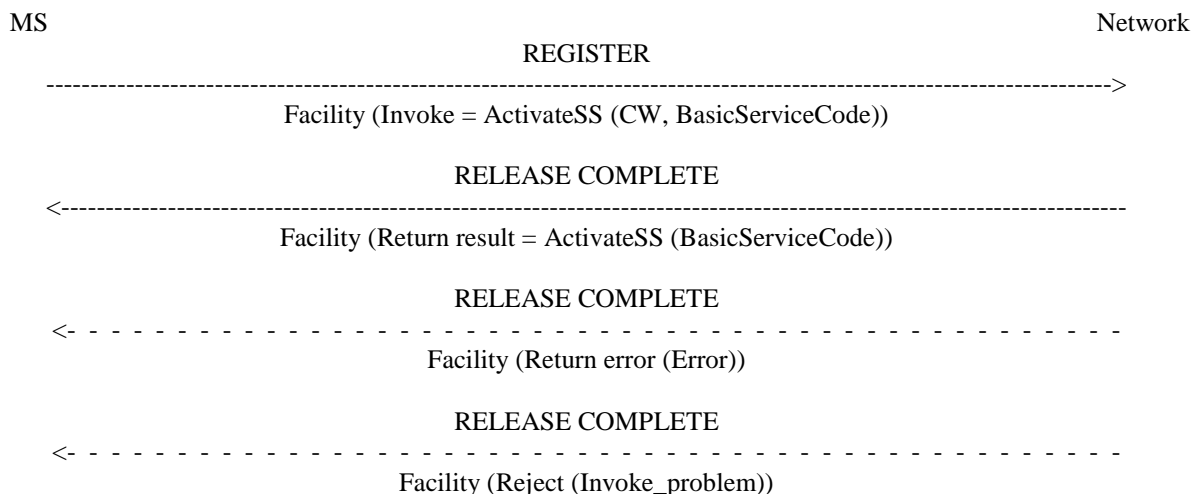 MS Network
REGISTER
Facility (Invoke = ActivateSS (CW, BasicServiceCode))
RELEASE COMPLETE
Facility (Return result = ActivateSS (BasicServiceCode))
RELEASE COMPLETE
Facility (Return error (Error))
RELEASE COMPLETE
Facility (Reject (Invoke_problem))